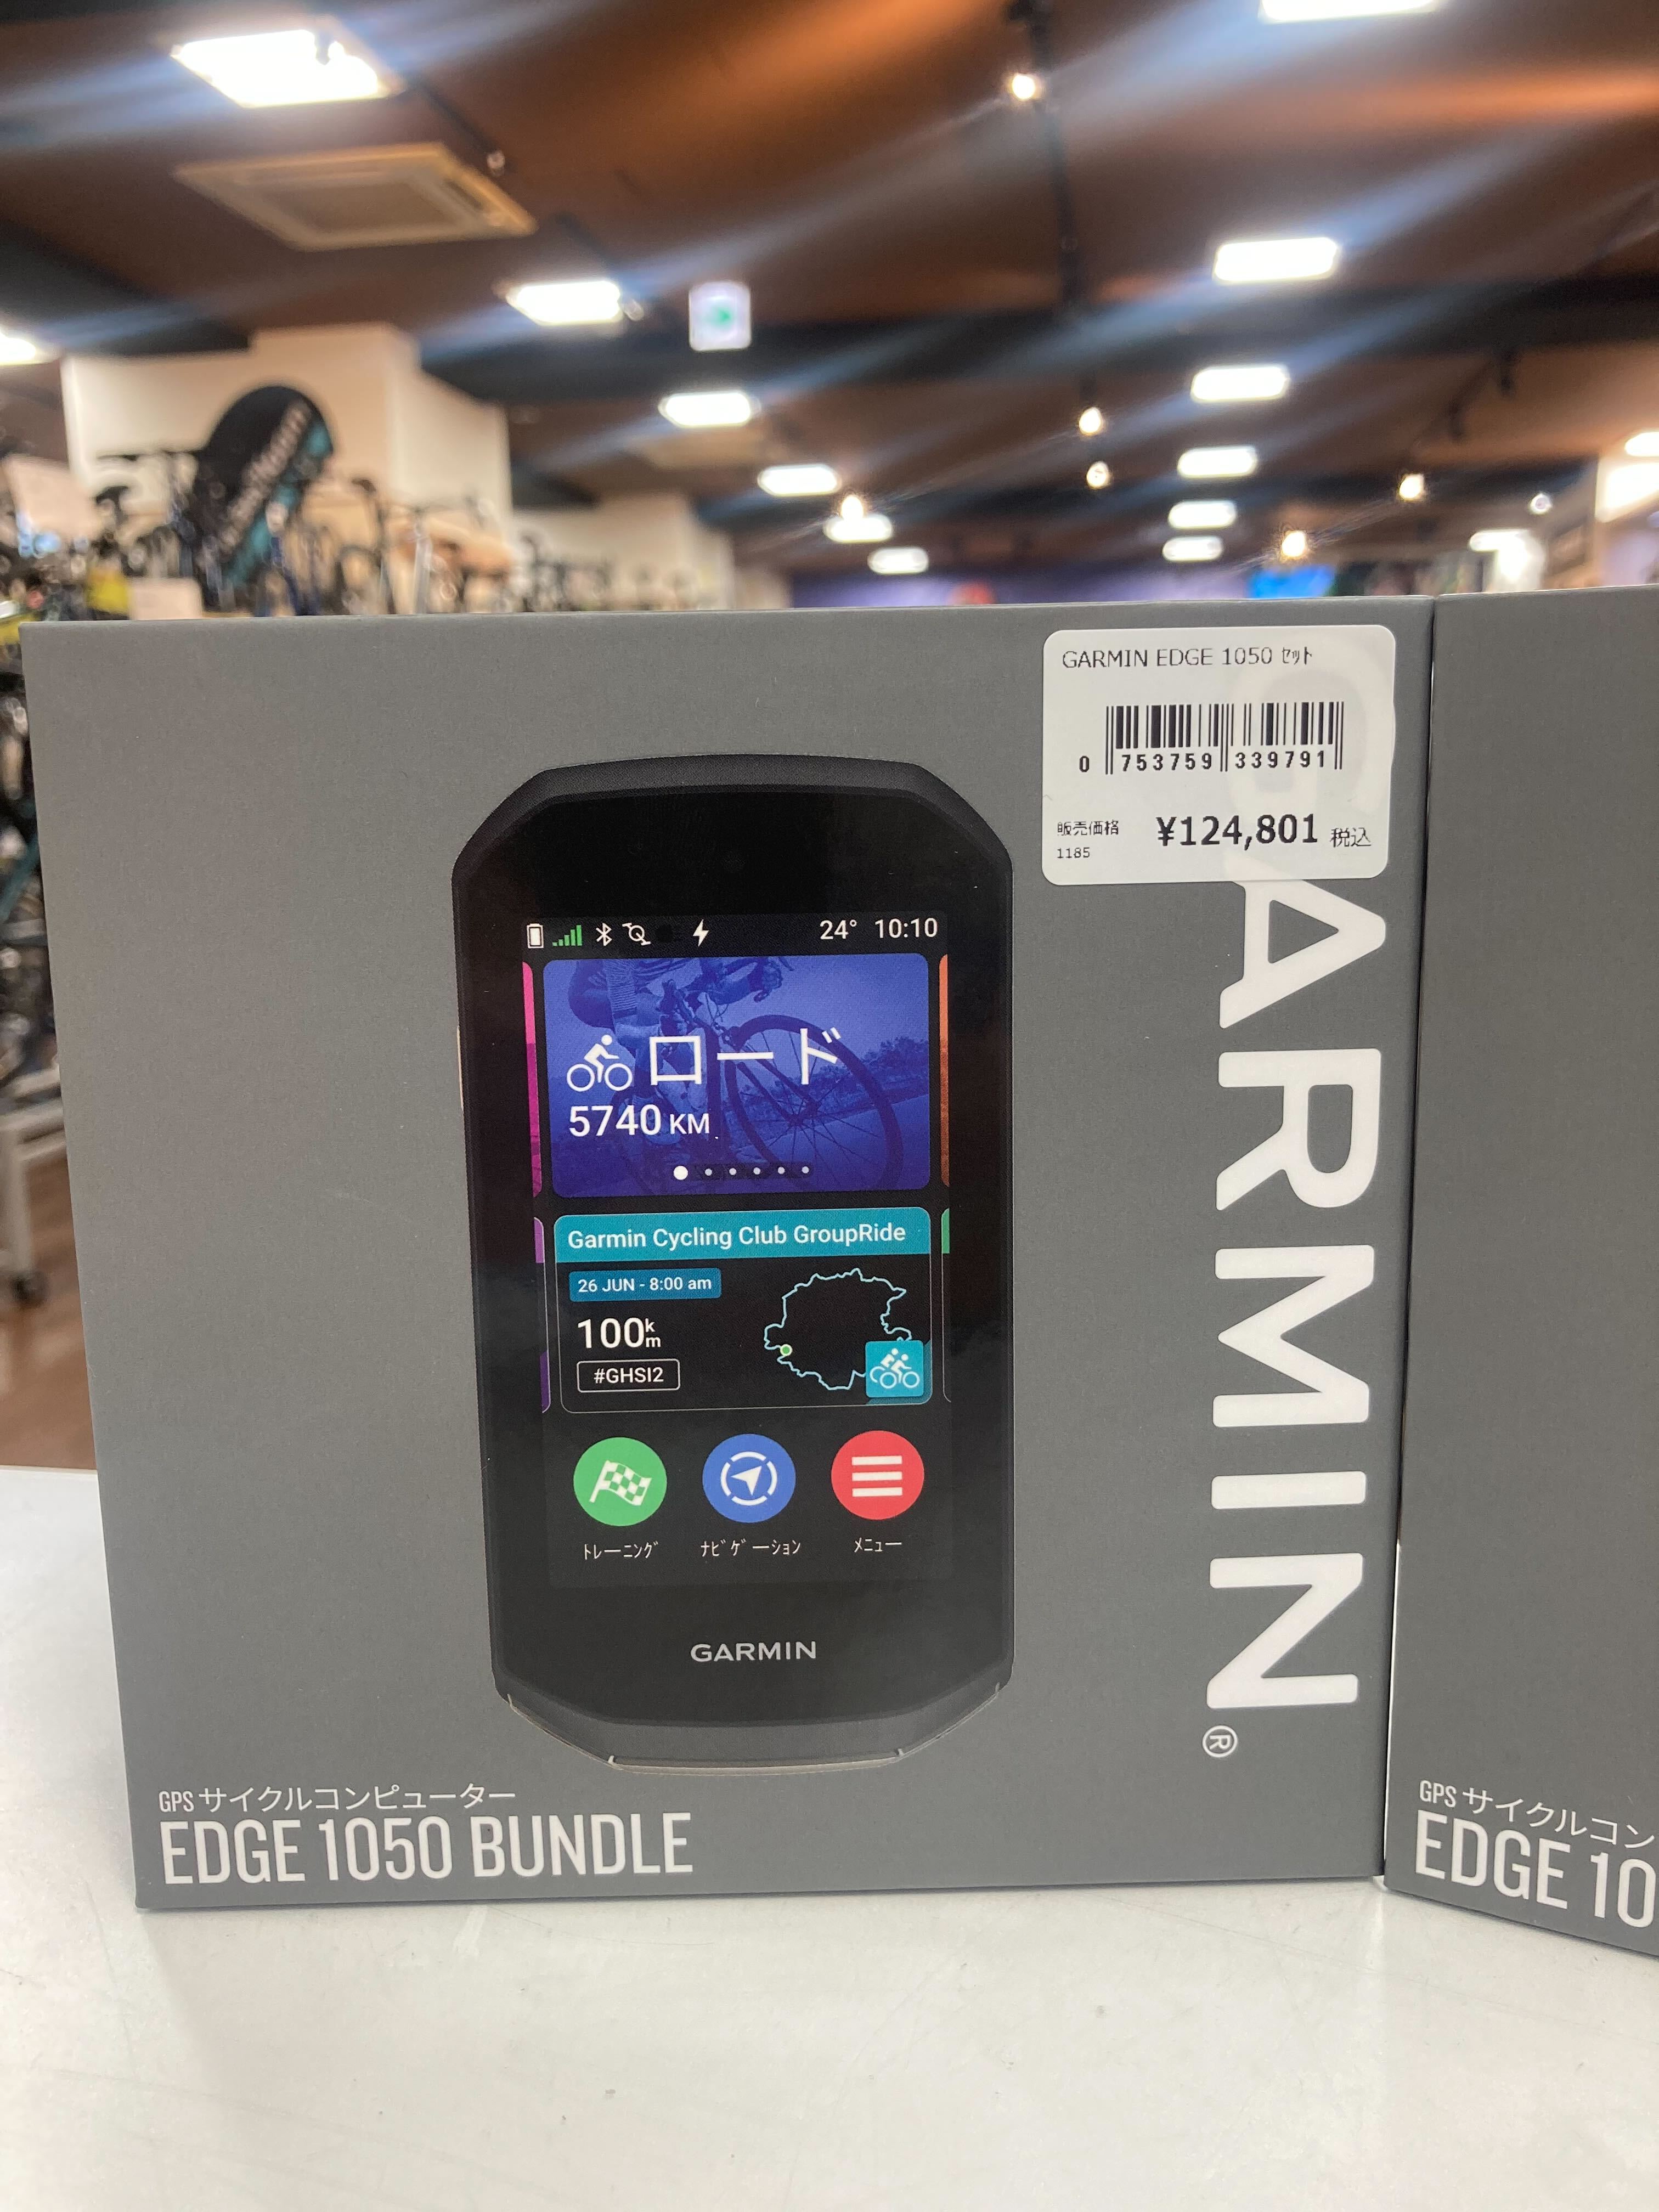 GARMIN EDGE 1050 ｾｯﾄ
0 753759 339791
販売価格 ¥124,801 税込
1185
GARMIN®
24° 10:10
ロード
5740 KM
Garmin Cycling Club GroupRide
26 JUN - 8:00 am
100km
#GHSI2
ﾄﾚｰﾆﾝｸﾞ ﾅﾋﾞｹﾞｰｼｮﾝ ﾒﾆｭｰ
GARMIN
GPS サイクルコンピューター
EDGE 1050 BUNDLE
GPS サイクルコン
EDGE 10